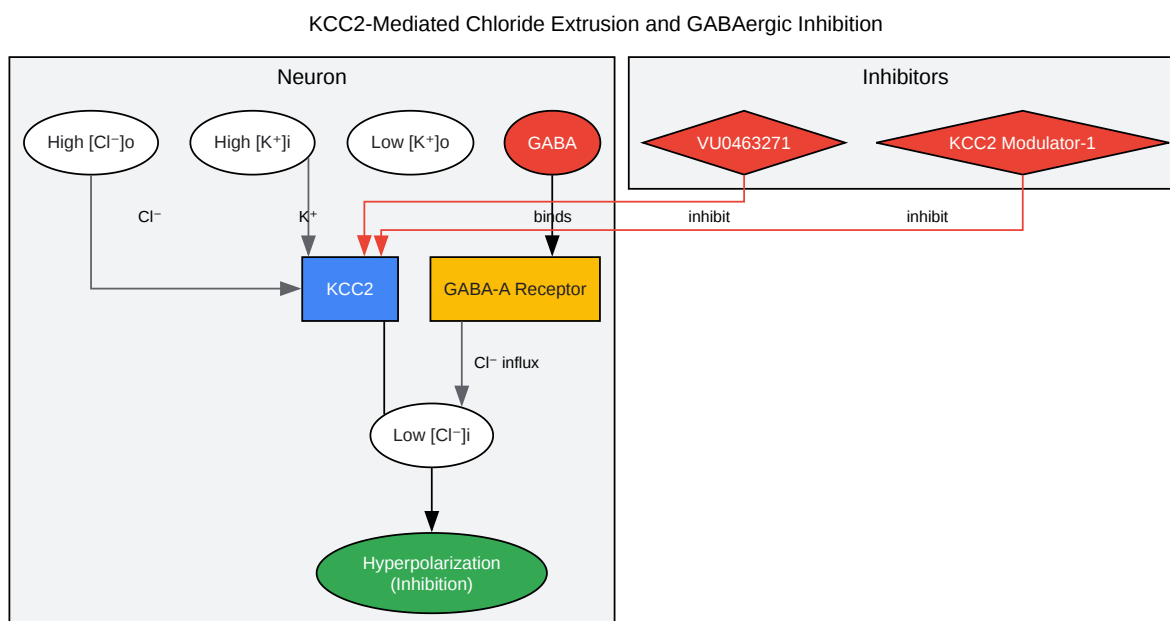 KCC2-Mediated Chloride Extrusion and GABAergic Inhibition
Neuron
Inhibitors
High [Cl⁻]o
High [K⁺]i
Low [K⁺]o
GABA
VU0463271
KCC2 Modulator-1
Cl⁻
K⁺
binds
inhibit
inhibit
KCC2
GABA-A Receptor
Cl⁻ influx
Low [Cl⁻]i
Hyperpolarization
(Inhibition)